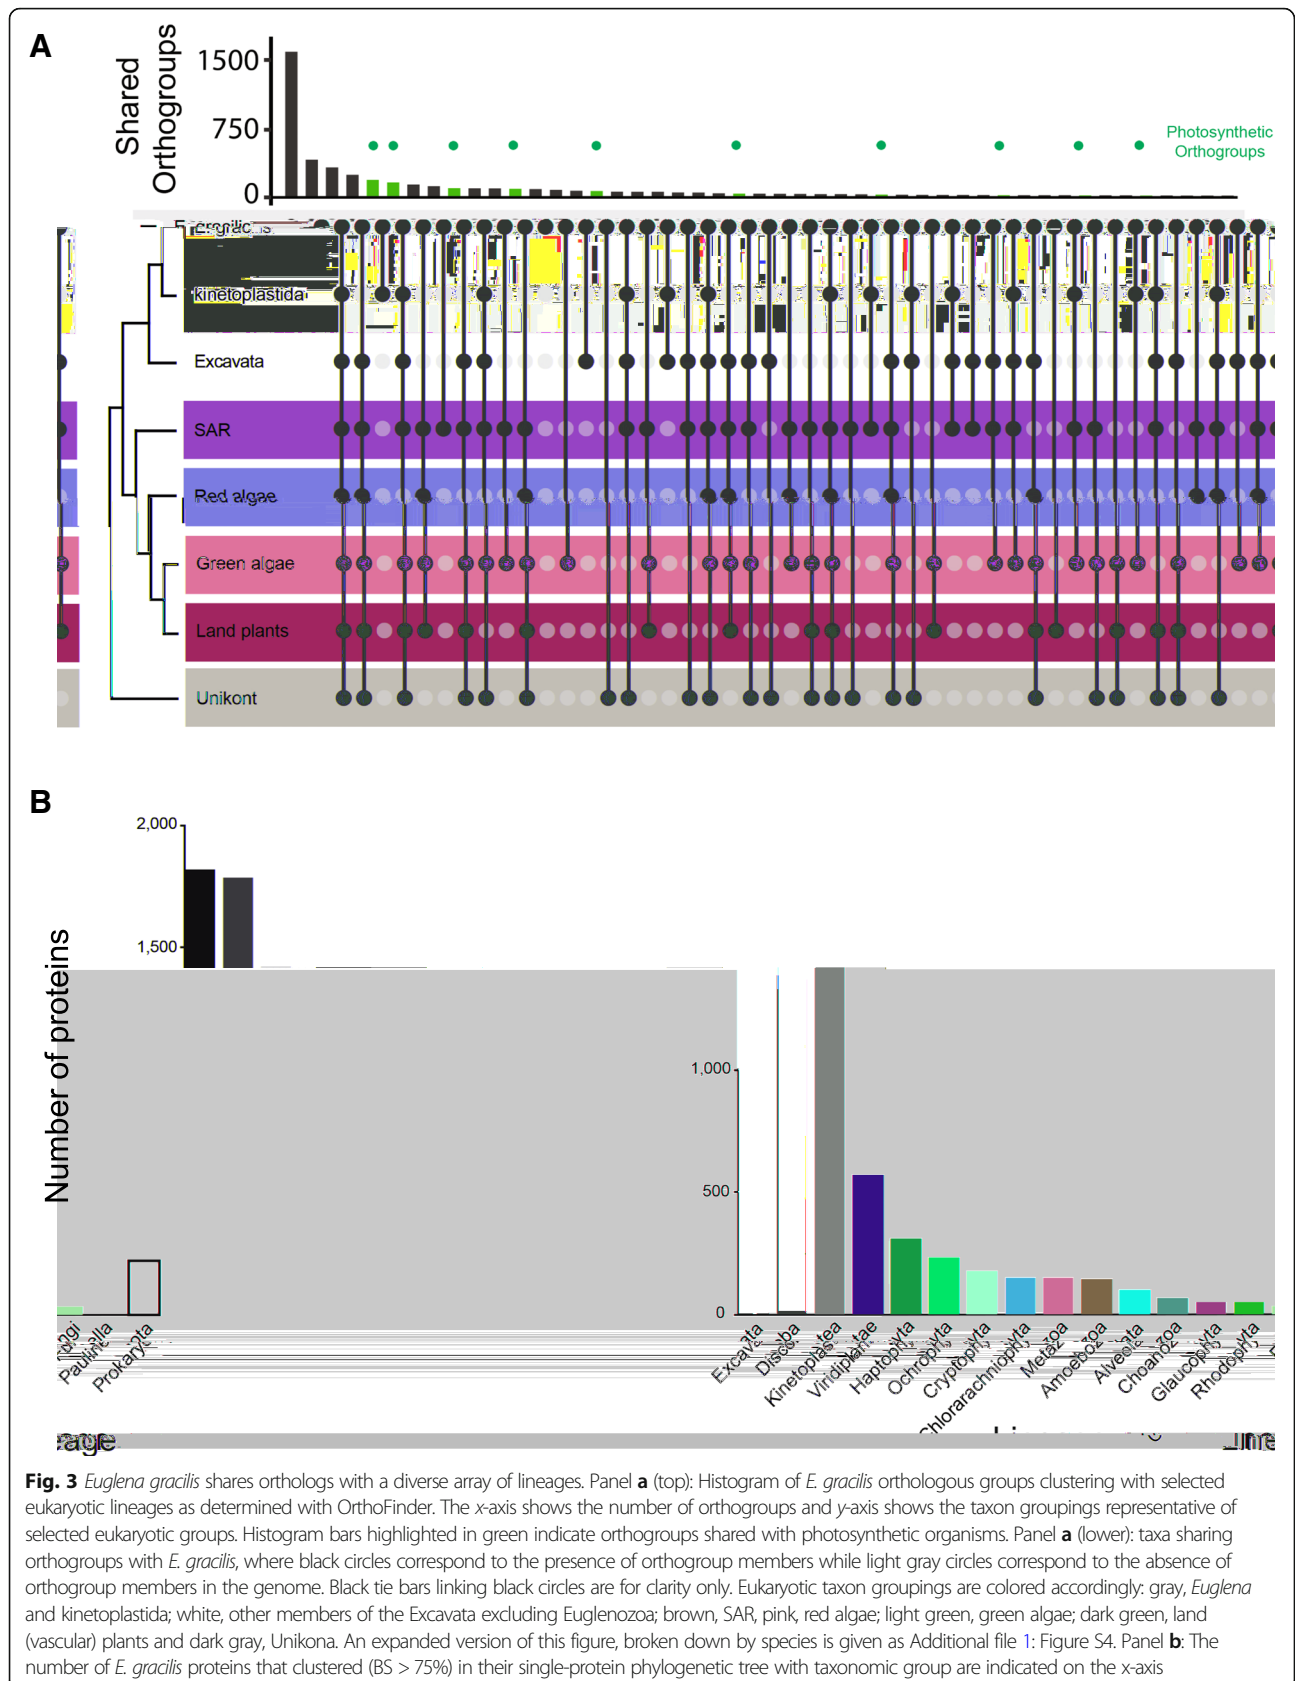 A
Shared
Orthogroups
1500
750
0
Photosynthetic
Orthogroups
kinetoplastida
Excavata
SAR
Red algae
Green algae
Land plants
Unikont
B
2,000
1,500
Number of proteins
1,000
500
0
Paulinella
Prokaryota
Excavata
Discoba
Kinetoplastea
Viridiplantae
Haptophyta
Ochrophyta
Cryptophyta
Chlorarachniophyta
Metazoa
Amoebozoa
Alveolata
Choanozoa
Glaucophyta
Rhodophyta
Fig. 3 Euglena gracilis shares orthologs with a diverse array of lineages. Panel a (top): Histogram of E. gracilis orthologous groups clustering with selected
eukaryotic lineages as determined with OrthoFinder. The x-axis shows the number of orthogroups and y-axis shows the taxon groupings representative of
selected eukaryotic groups. Histogram bars highlighted in green indicate orthogroups shared with photosynthetic organisms. Panel a (lower): taxa sharing
orthogroups with E. gracilis, where black circles correspond to the presence of orthogroup members while light gray circles correspond to the absence of
orthogroup members in the genome. Black tie bars linking black circles are for clarity only. Eukaryotic taxon groupings are colored accordingly: gray, Euglena
and kinetoplastida; white, other members of the Excavata excluding Euglenozoa; brown, SAR, pink, red algae; light green, green algae; dark green, land
(vascular) plants and dark gray, Unikona. An expanded version of this figure, broken down by species is given as Additional file 1: Figure S4. Panel b: The
number of E. gracilis proteins that clustered (BS > 75%) in their single-protein phylogenetic tree with taxonomic group are indicated on the x-axis